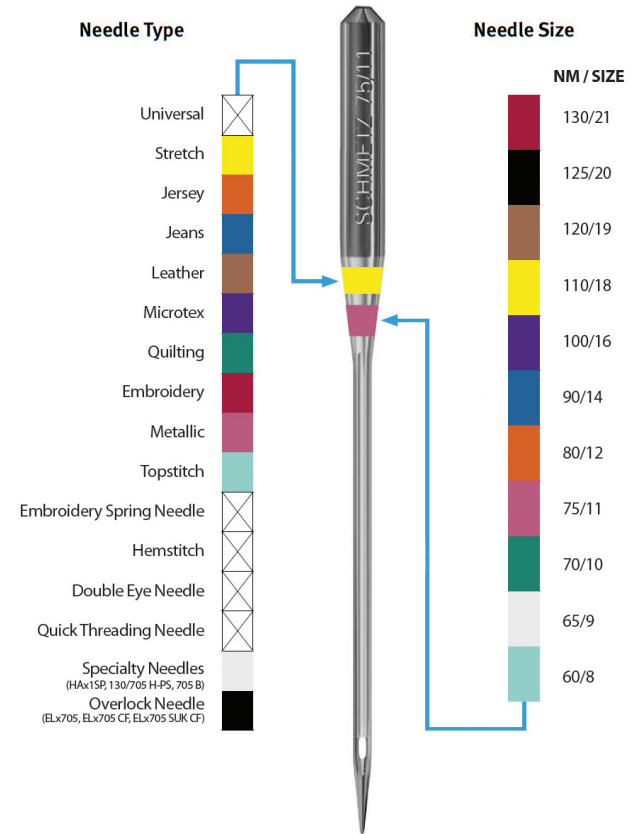 Needle Type
Universal
Stretch
Jersey
Jeans
Leather
Microtex
Quilting
Embroidery
Metallic
Topstitch
Embroidery Spring Needle
Hemstitch
Double Eye Needle
Quick Threading Needle
Specialty Needles
(HAx1SP, 130/705 H-PS, 705 B)
Overlock Needle
(ELx705, ELx705 CF, ELx705 SUK CF)
SCHMETZ 75/11
Needle Size
NM / SIZE
130/21
125/20
120/19
110/18
100/16
90/14
80/12
75/11
70/10
65/9
60/8